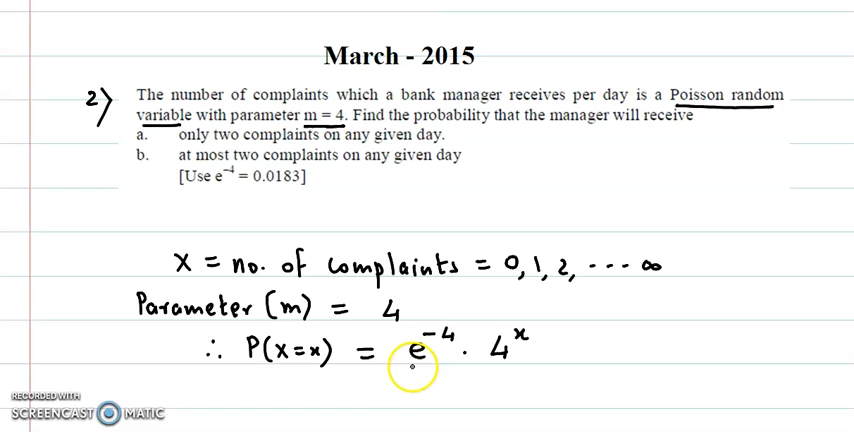 March - 2015
2) The number of complaints which a bank manager receives per day is a Poisson random
variable with parameter m = 4. Find the probability that the manager will receive
a. only two complaints on any given day.
b. at most two complaints on any given day
[Use e⁻⁴ = 0.0183]
X = no. of complaints = 0, 1, 2, ---- ∞
Parameter (m) = 4
∴ P(X=x) = e⁻⁴ . 4ˣ
RECORDED WITH
SCREENCAST MATIC